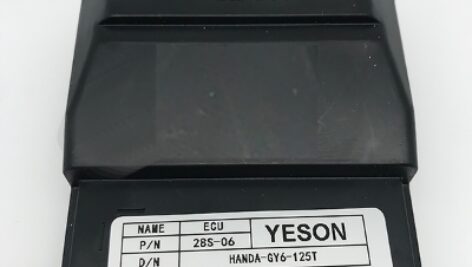 NAME ECU YESON
P/N 28S-06
D/N HANDA-GY6-125T